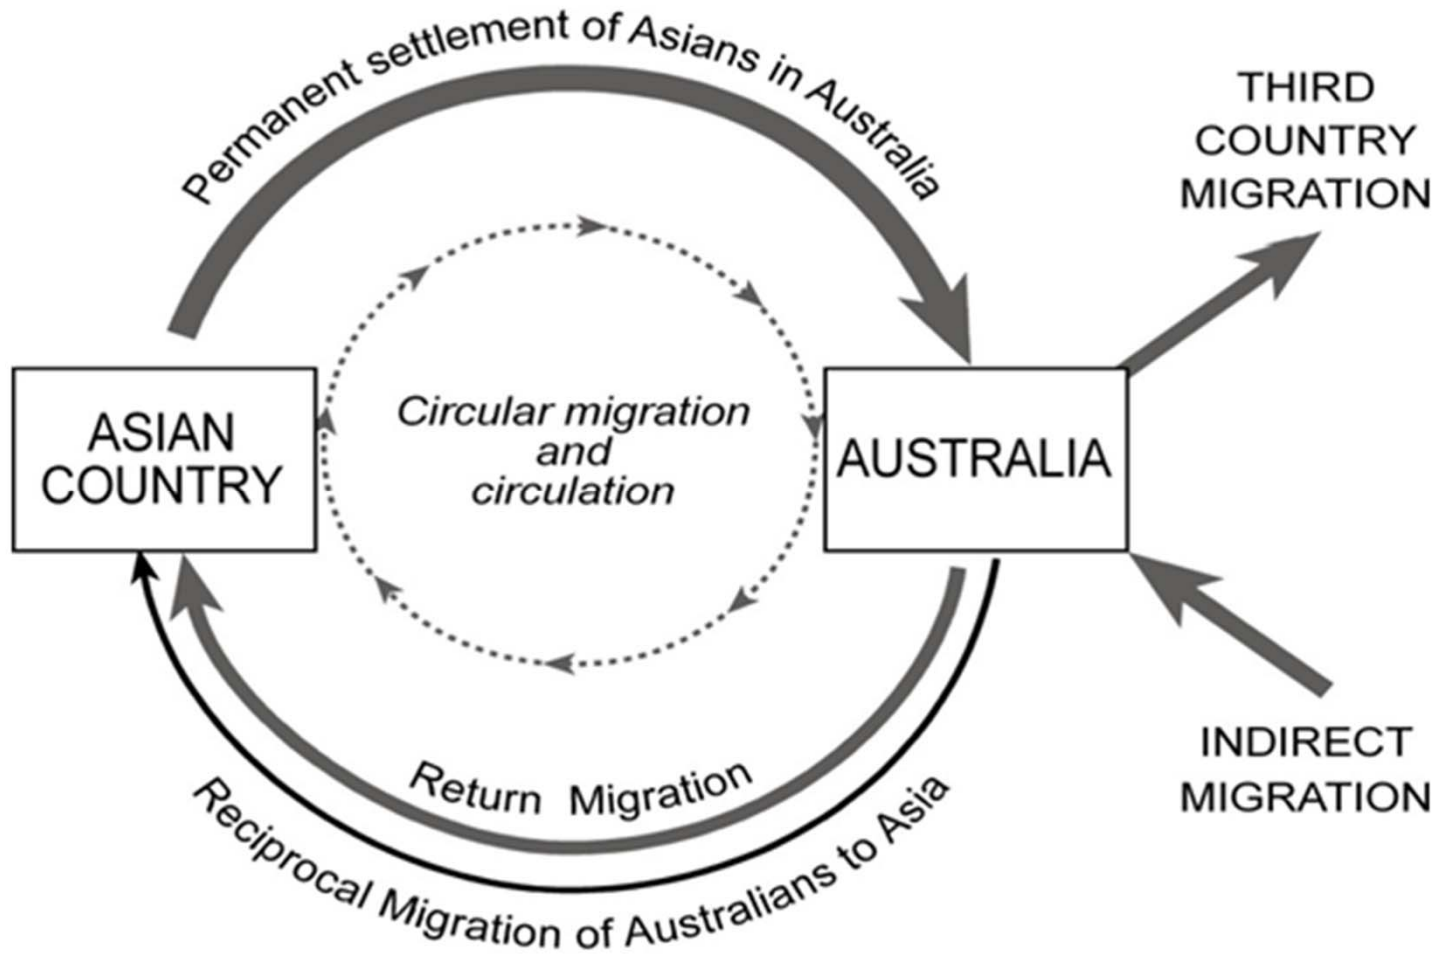 Permanent settlement of Asians in Australia
THIRD
COUNTRY
MIGRATION
ASIAN
COUNTRY
Circular migration
and
circulation
AUSTRALIA
Return Migration
Reciprocal Migration of Australians to Asia
INDIRECT
MIGRATION